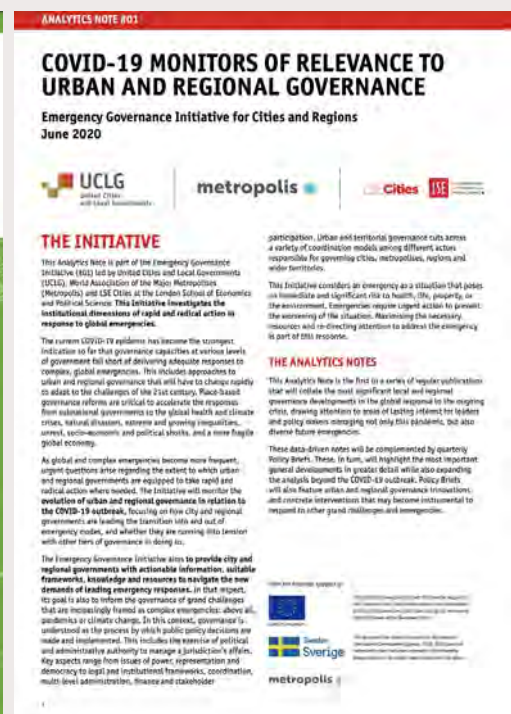 ANALYTICS NOTE #01
COVID-19 MONITORS OF RELEVANCE TO
URBAN AND REGIONAL GOVERNANCE
Emergency Governance Initiative for Cities and Regions
June 2020
UCLG
United Cities
and Local Governments
metropolis
Cities
LSE
THE INITIATIVE
This Analytics Note is part of the Emergency Governance
Initiative (#01) led by United Cities and Local Governments
(UCLG), World Association of the Major Metropolises
(Metropolis) and LSE Cities at the London School of Economics
and Political Science. This Initiative investigates the
institutional dimensions of rapid and radical action in
response to global emergencies.
The current COVID-19 epidemic has become the strongest
indication so far that governance capacities at various levels
of government fall short of delivering adequate responses to
complex, global emergencies. This includes approaches to
urban and regional governance that will have to change rapidly
to adapt to the challenges of the 21st century. Place-based
governance reforms are critical to accelerate the responses
from subnational governments to the global health and climate
crises, natural disasters, extreme and growing inequalities,
unrest, socio-economic and political shocks, and a more fragile
global economy.
As global and complex emergencies become more frequent,
urgent questions arise regarding the extent to which urban
and regional governments are equipped to take rapid and
radical action where needed. The Initiative will monitor the
evolution of urban and regional governance in relation to
the COVID-19 outbreak, focusing on how city and regional
governments are leading the transition into and out of
emergency modes, and whether they are running into tension
with other tiers of governance in doing so.
The Emergency Governance Initiative aims to provide city and
regional governments with actionable information, suitable
frameworks, knowledge and resources to navigate the new
demands of leading emergency responses. In that respect,
its goal is also to inform the governance of grand challenges
that are increasingly framed as complex emergencies: above all,
pandemics or climate change. In this context, governance is
understood as the process by which public policy decisions are
made and implemented. This includes the exercise of political
and administrative authority to manage a jurisdiction's affairs.
Key aspects range from issues of power, representation and
democracy to legal and institutional frameworks, coordination,
multi-level administration, finance and stakeholder
participation. Urban and territorial governance cuts across
a variety of coordination models among different actors
responsible for governing cities, metropolises, regions and
wider territories.
This Initiative considers an emergency as a situation that poses
an immediate and significant risk to health, life, property, or
the environment. Emergencies require urgent action to prevent
the worsening of the situation. Maximising the necessary
resources and re-directing attention to address the emergency
is part of this response.
THE ANALYTICS NOTES
This Analytics Note is the first in a series of regular publications
that will collate the most significant local and regional
governance developments in the global response to the ongoing
crisis, drawing attention to areas of lasting interest for leaders
and policy makers managing not only this pandemic, but also
diverse future emergencies.
These data-driven notes will be complemented by quarterly
Policy Briefs. These, in turn, will highlight the most important
general developments in greater detail while also expanding
the analysis beyond the COVID-19 outbreak. Policy Briefs
will also feature urban and regional governance innovations
and concrete interventions that may become instrumental to
respond to other grand challenges and emergencies.
Sweden
Sverige
metropolis